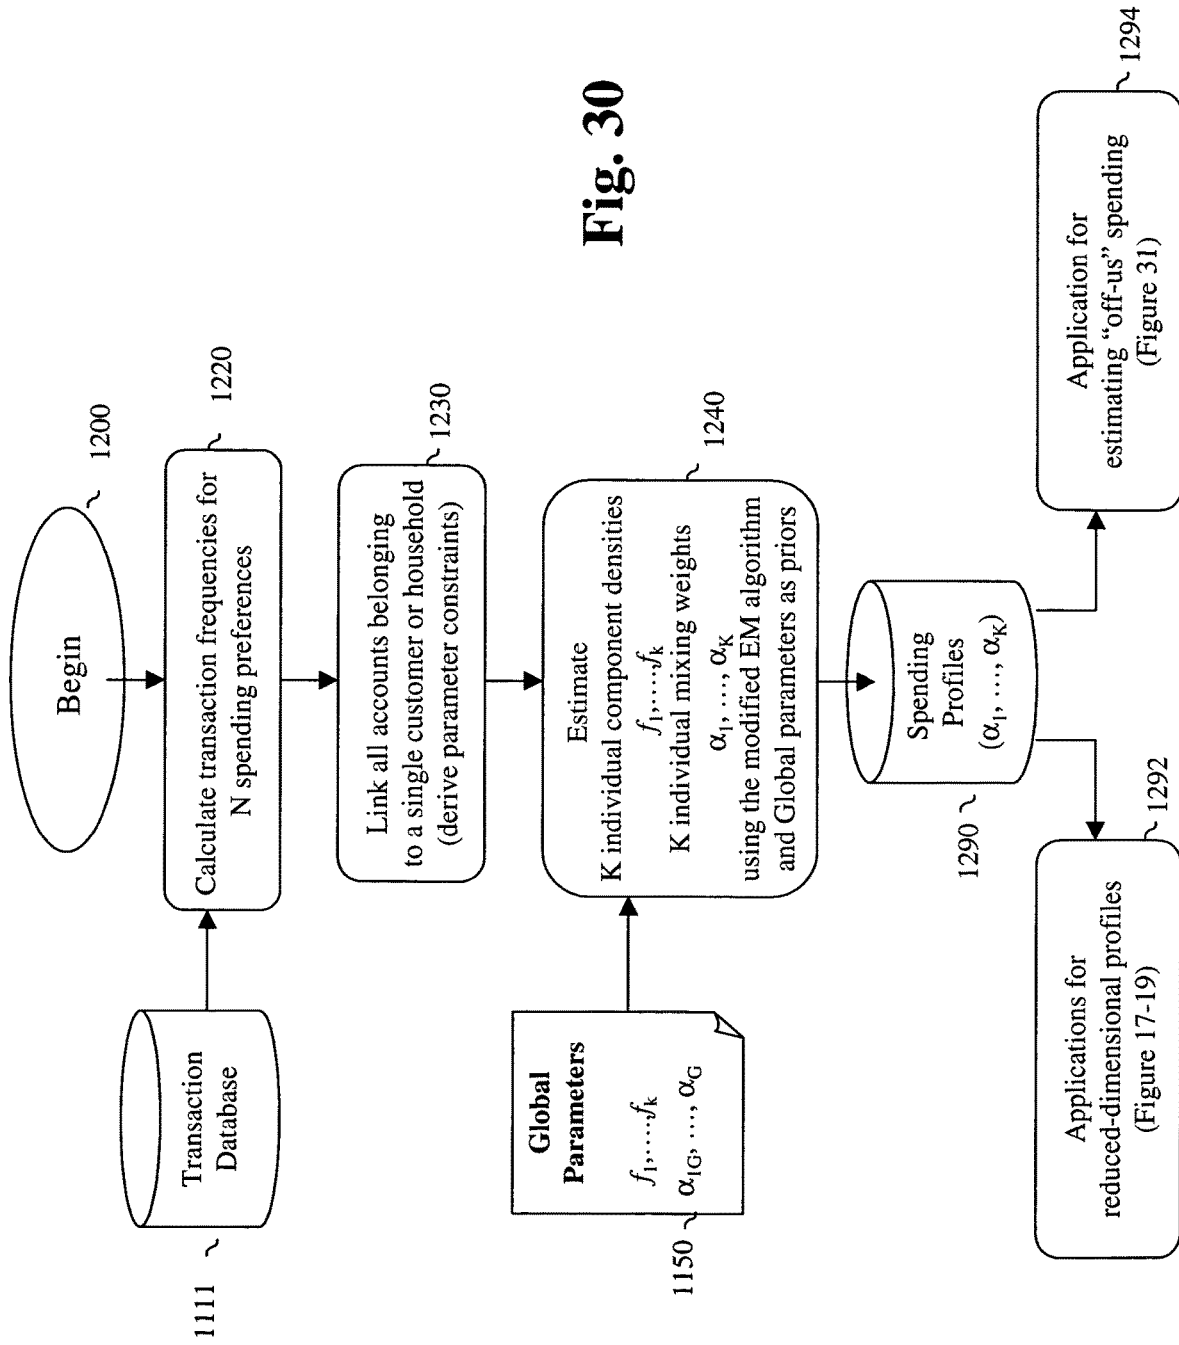 Begin
1200
Transaction
Database
1111
Calculate transaction frequencies for
N spending preferences
1220
Link all accounts belonging
to a single customer or household
(derive parameter constraints)
1230
Global
Parameters
f₁,…,fₖ
α₁G, …, αG
1150
Estimate
K individual component densities
f₁,…,fₖ
K individual mixing weights
α₁, …, αK
using the modified EM algorithm
and Global parameters as priors
1240
Spending
Profiles
(α₁, …, αK)
1290
Applications for
reduced-dimensional profiles
(Figure 17-19)
1292
Application for
estimating “off-us” spending
(Figure 31)
1294
Fig. 30